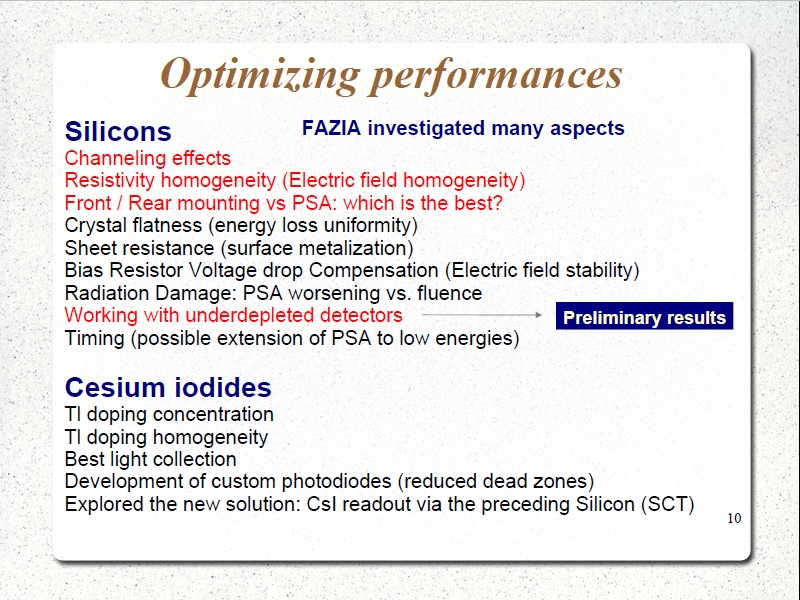 Optimizing performances
Silicons
FAZIA investigated many aspects
Channeling effects
Resistivity homogeneity (Electric field homogeneity)
Front / Rear mounting vs PSA: which is the best?
Crystal flatness (energy loss uniformity)
Sheet resistance (surface metalization)
Bias Resistor Voltage drop Compensation (Electric field stability)
Radiation Damage: PSA worsening vs. fluence
Working with underdepleted detectors
Preliminary results
Timing (possible extension of PSA to low energies)
Cesium iodides
Tl doping concentration
Tl doping homogeneity
Best light collection
Development of custom photodiodes (reduced dead zones)
Explored the new solution: CsI readout via the preceding Silicon (SCT)
10